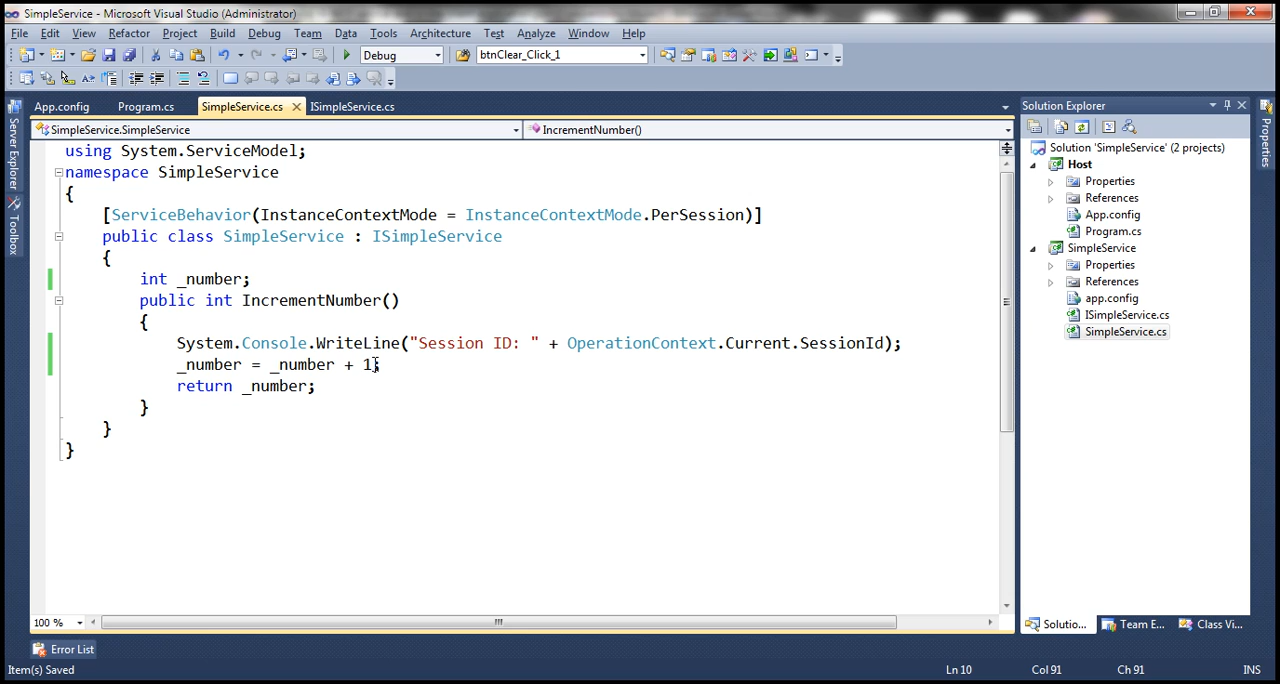 SimpleService - Microsoft Visual Studio (Administrator)
File Edit View Refactor Project Build Debug Team Data Tools Architecture Test Analyze Window Help
Debug btnClear_Click_1
App.config Program.cs SimpleService.cs ISimpleService.cs
SimpleService.SimpleService IncrementNumber()
using System.ServiceModel;
namespace SimpleService
{
[ServiceBehavior(InstanceContextMode = InstanceContextMode.PerSession)]
public class SimpleService : ISimpleService
{
int _number;
public int IncrementNumber()
{
System.Console.WriteLine("Session ID: " + OperationContext.Current.SessionId);
_number = _number + 1;
return _number;
}
}
}
100 %
Server Explorer
Toolbox
Solution Explorer
Solution 'SimpleService' (2 projects)
Host
Properties
References
App.config
Program.cs
SimpleService
Properties
References
app.config
ISimpleService.cs
SimpleService.cs
Solutio... Team E... Class Vi...
Properties
Error List
Item(s) Saved Ln 10 Col 91 Ch 91 INS